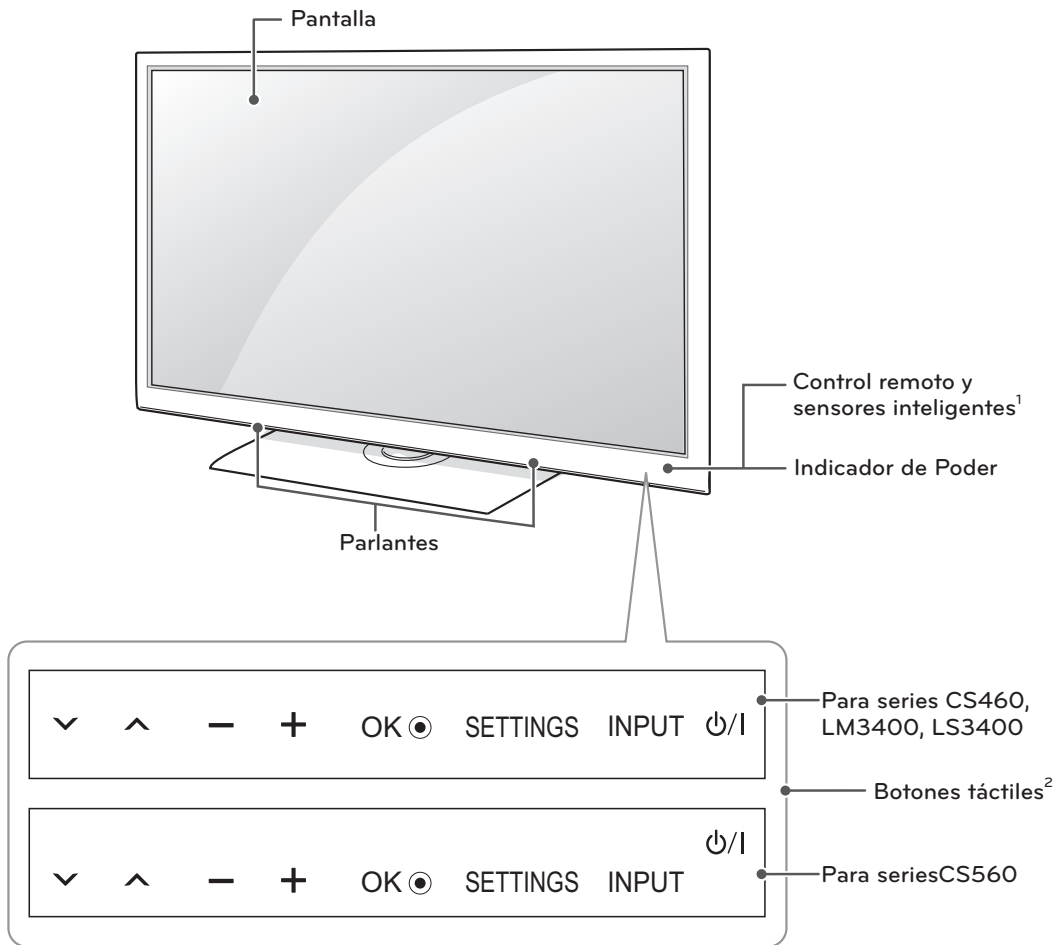 Pantalla
Control remoto y
sensores inteligentes¹
Indicador de Poder
Parlantes
OK SETTINGS INPUT /I
Para series CS460,
LM3400, LS3400
Botones táctiles²
/I
OK SETTINGS INPUT
Para seriesCS560